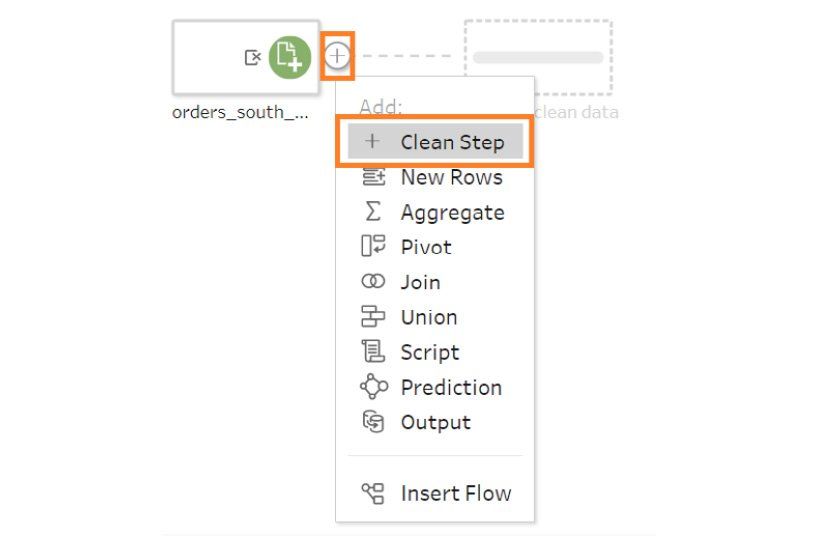 orders_south_...
clean data
Add:
Clean Step
New Rows
Aggregate
Pivot
Join
Union
Script
Prediction
Output
Insert Flow